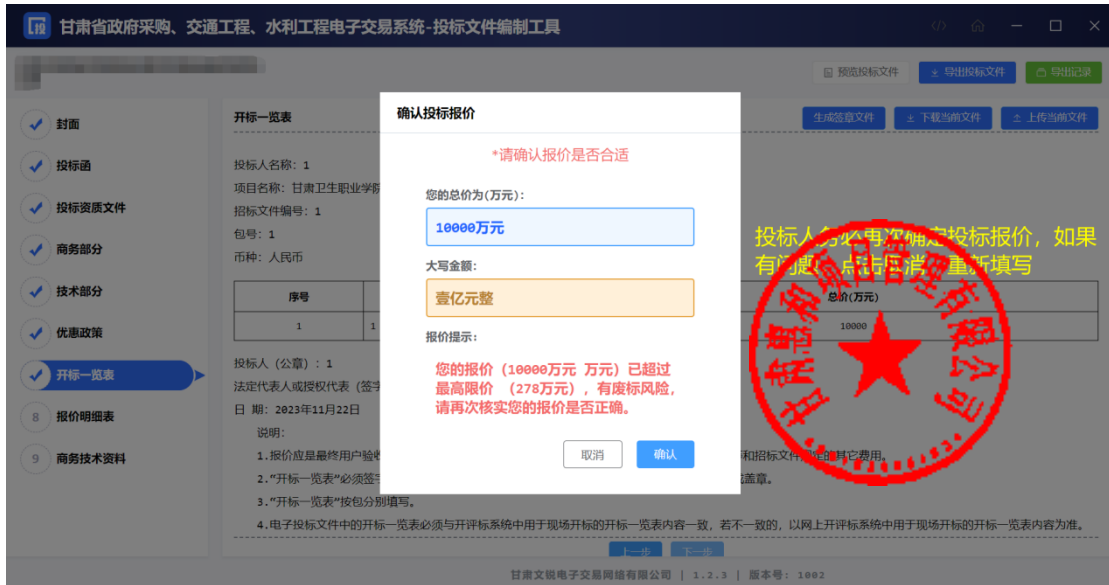 甘肃省政府采购、交通工程、水利工程电子交易系统-投标文件编制工具
预览投标文件
导出投标文件
导出记录
封面
投标函
投标资质文件
商务部分
技术部分
优惠政策
开标一览表
8 报价明细表
9 商务技术资料
开标一览表
生成签章文件
下载当前文件
上传当前文件
投标人名称: 1
项目名称: 甘肃卫生职业学院
招标文件编号: 1
包号: 1
币种: 人民币
序号
总价(万元)
1
1
10000
投标人 (公章) : 1
法定代表人或授权代表 (签字
日 期: 2023年11月22日
说明:
1.报价应是最终用户验收
和招标文件规定的其它费用。
2.“开标一览表”必须签字
盖章。
3.“开标一览表”按包分别填写。
4.电子投标文件中的开标一览表必须与开评标系统中用于现场开标的开标一览表内容一致, 若不一致的, 以网上开评标系统中用于现场开标的开标一览表内容为准。
上一步
下一步
确认投标报价
*请确认报价是否合适
您的总价为(万元):
10000万元
大写金额:
壹亿元整
报价提示:
您的报价 (10000万元 万元) 已超过
最高限价 (278万元) , 有废标风险,
请再次核实您的报价是否正确。
取消
确认
投标人务必再次确定投标报价, 如果
有问题, 点击取消, 重新填写
甘肃文锐电子交易网络有限公司 | 1.2.3 | 版本号: 1002